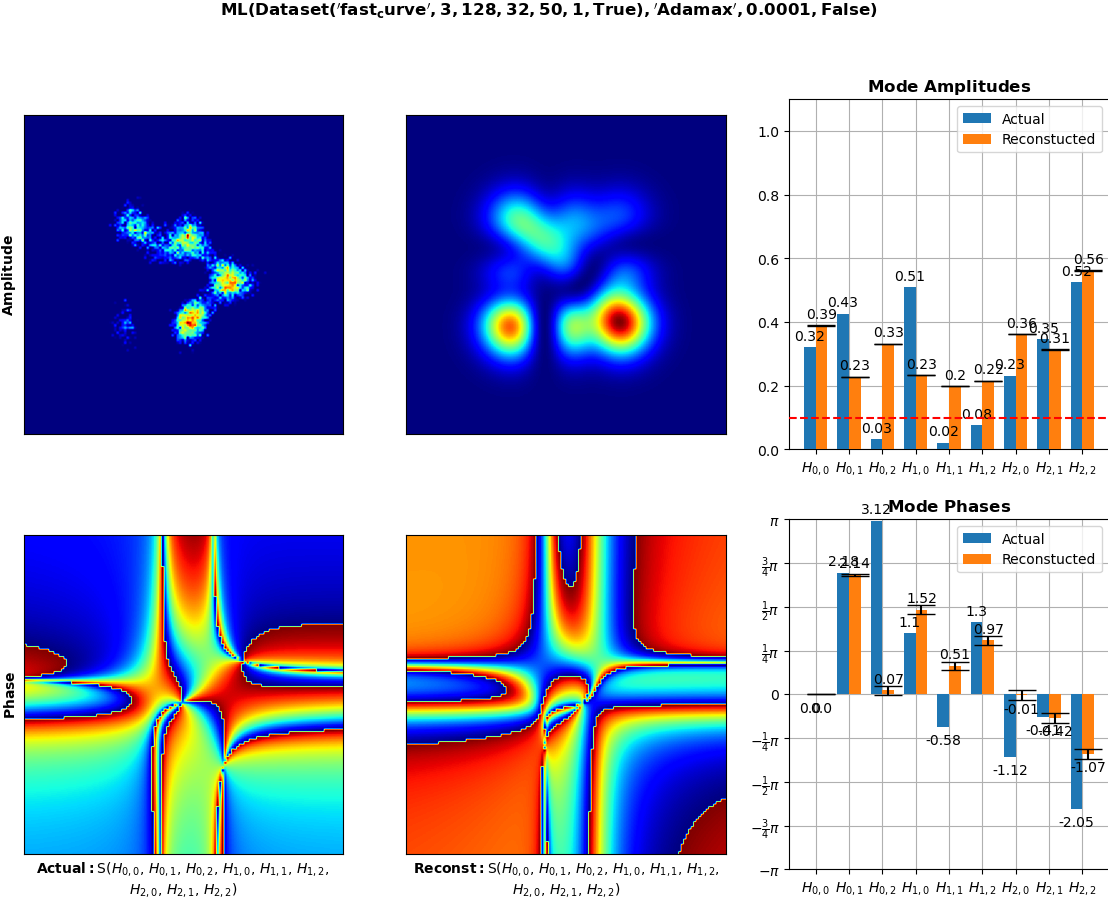 ML(Dataset('fast_curve', 3, 128, 32, 50, 1, True), 'Adamax', 0.0001, False)
Amplitude
Mode Amplitudes
Actual
Reconstucted
1.0
0.8
0.6
0.4
0.2
0.0
0.32
0.39
0.43
0.23
0.03
0.33
0.51
0.23
0.02
0.2
0.08
0.22
0.23
0.36
0.35
0.31
0.52
0.56
H0,0 H0,1 H0,2 H1,0 H1,1 H1,2 H2,0 H2,1 H2,2
Phase
Actual: S(H0,0, H0,1, H0,2, H1,0, H1,1, H1,2,
H2,0, H2,1, H2,2)
Reconst: S(H0,0, H0,1, H0,2, H1,0, H1,1, H1,2,
H2,0, H2,1, H2,2)
Mode Phases
Actual
Reconstucted
π
3/4π
1/2π
1/4π
0
−1/4π
−1/2π
−3/4π
−π
0.0
0.0
2.18
2.14
3.12
0.07
1.1
1.52
-0.58
0.51
1.3
0.97
-1.12
-0.01
-0.41
-0.42
-2.05
-1.07
H0,0 H0,1 H0,2 H1,0 H1,1 H1,2 H2,0 H2,1 H2,2